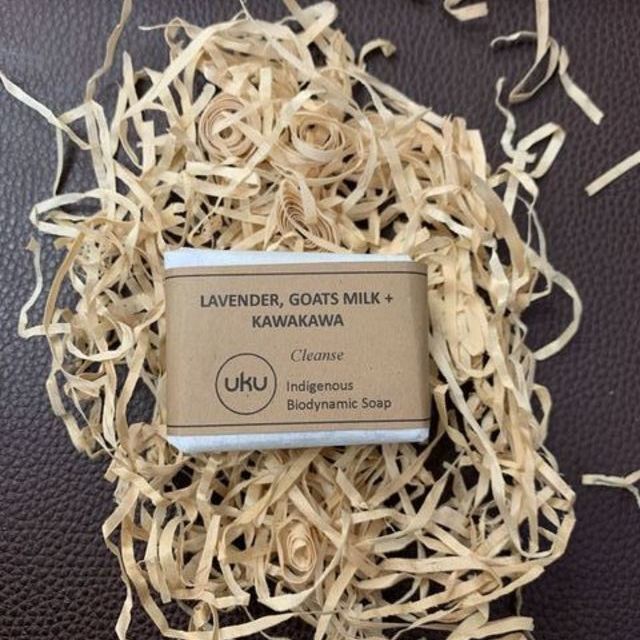 LAVENDER, GOATS MILK +
KAWAKAWA
Cleanse
uku
Indigenous
Biodynamic Soap